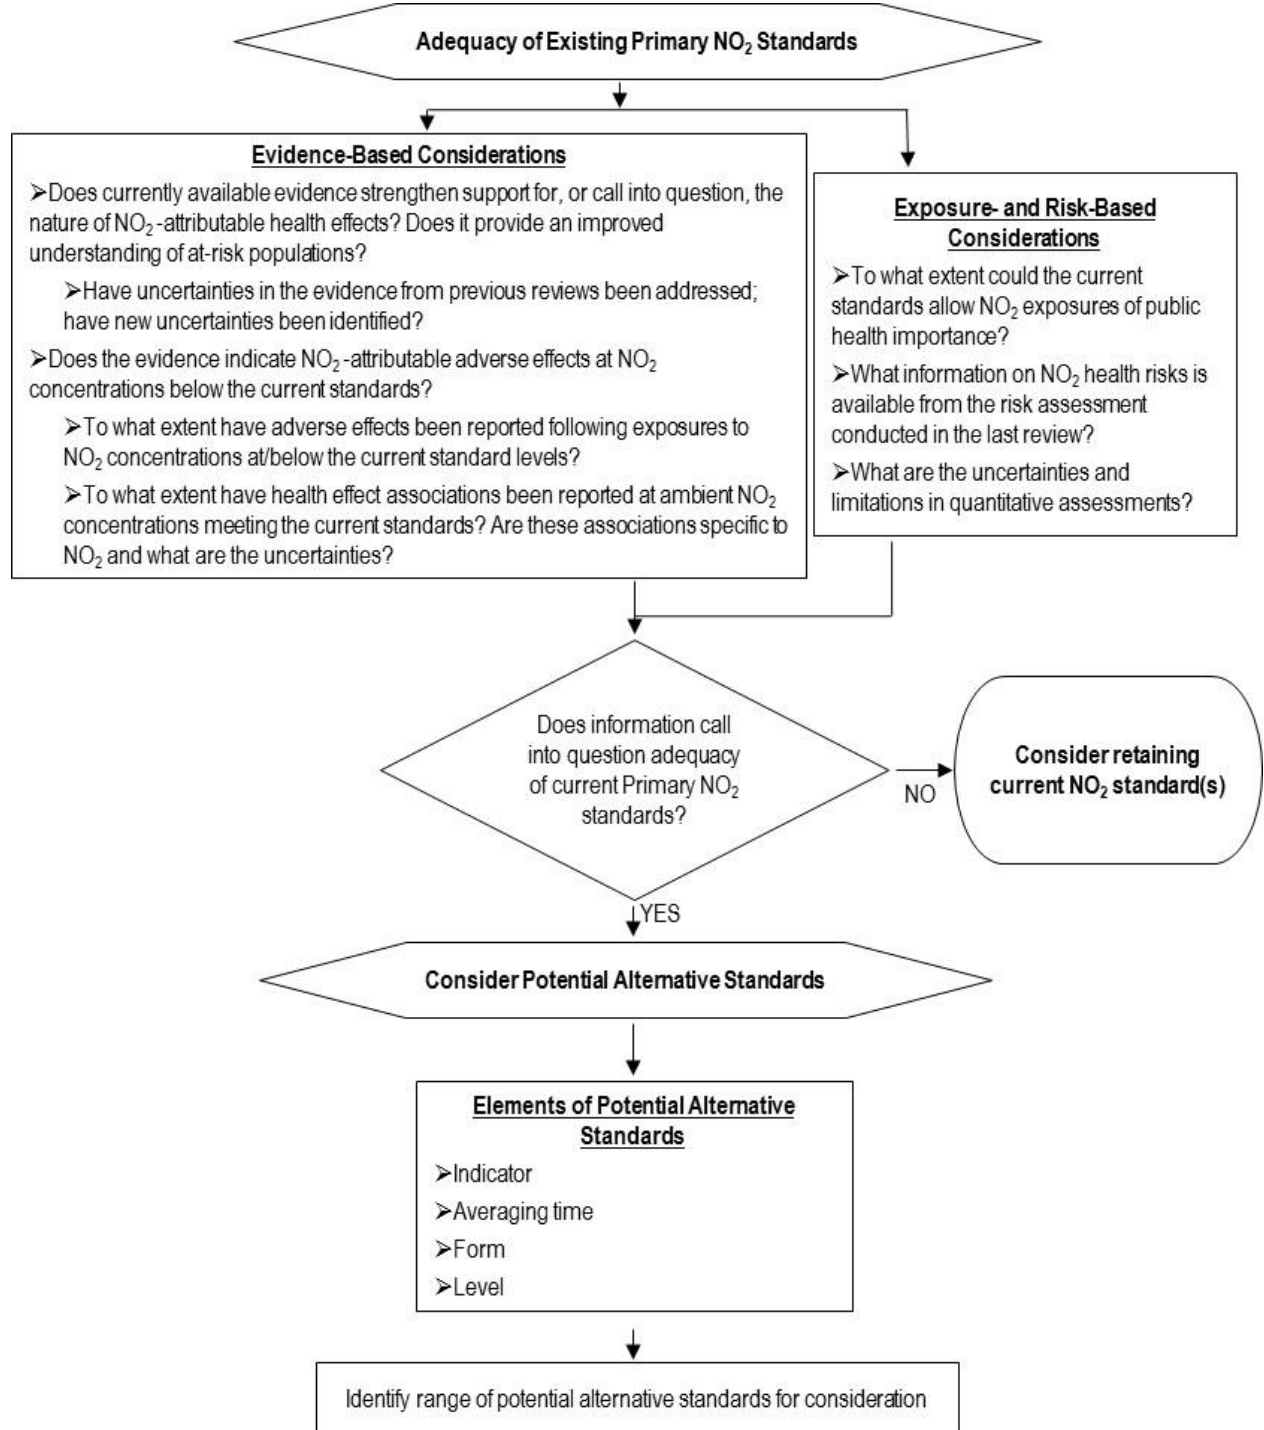 Adequacy of Existing Primary NO₂ Standards
Evidence-Based Considerations
➢Does currently available evidence strengthen support for, or call into question, the
nature of NO₂-attributable health effects? Does it provide an improved
understanding of at-risk populations?
➢Have uncertainties in the evidence from previous reviews been addressed;
have new uncertainties been identified?
➢Does the evidence indicate NO₂-attributable adverse effects at NO₂
concentrations below the current standards?
➢To what extent have adverse effects been reported following exposures to
NO₂ concentrations at/below the current standard levels?
➢To what extent have health effect associations been reported at ambient NO₂
concentrations meeting the current standards? Are these associations specific to
NO₂ and what are the uncertainties?
Exposure- and Risk-Based
Considerations
➢To what extent could the current
standards allow NO₂ exposures of public
health importance?
➢What information on NO₂ health risks is
available from the risk assessment
conducted in the last review?
➢What are the uncertainties and
limitations in quantitative assessments?
Does information call
into question adequacy
of current Primary NO₂
standards?
NO
Consider retaining
current NO₂ standard(s)
YES
Consider Potential Alternative Standards
Elements of Potential Alternative
Standards
➢Indicator
➢Averaging time
➢Form
➢Level
Identify range of potential alternative standards for consideration